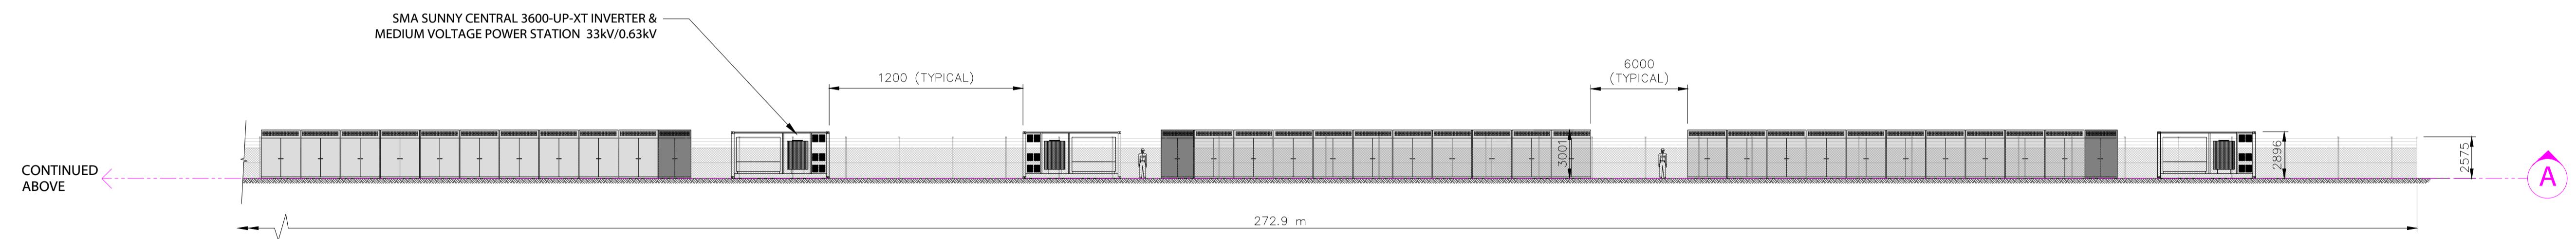 SMA SUNNY CENTRAL 3600-UP-XT INVERTER &
MEDIUM VOLTAGE POWER STATION 33kV/0.63kV
1200 (TYPICAL)
6000
(TYPICAL)
3001
2896
2575
CONTINUED
ABOVE
A
272.9 m